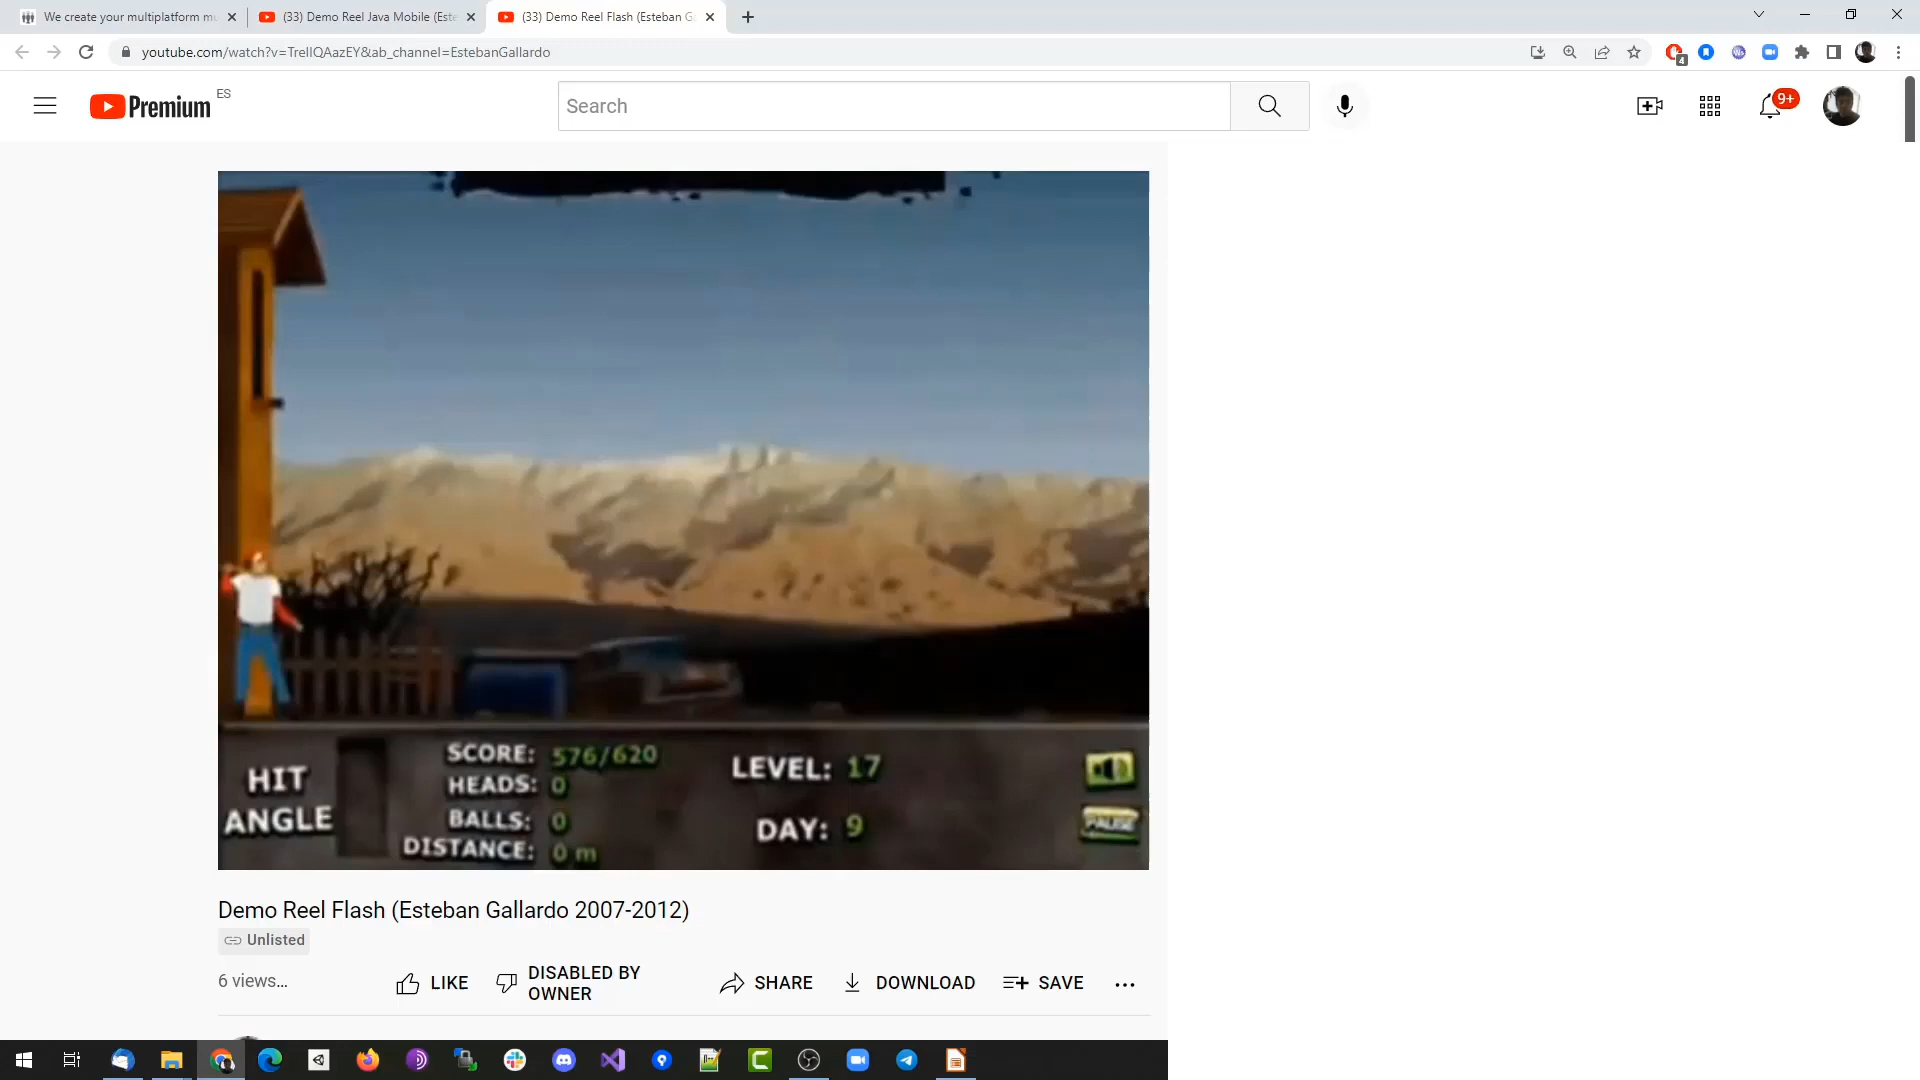 We create your multiplatform mu
(33) Demo Reel Java Mobile (Este
(33) Demo Reel Flash (Esteban G
youtube.com/watch?v=TrellQAazEY&ab_channel=EstebanGallardo
4
Premium
ES
Search
9+
SCORE: 576/620
HEADS: 0
BALLS: 0
DISTANCE: 0 m
HIT
ANGLE
LEVEL: 17
DAY: 9
PAUSE
Demo Reel Flash (Esteban Gallardo 2007-2012)
Unlisted
6 views...
LIKE
DISABLED BY
OWNER
SHARE
DOWNLOAD
SAVE